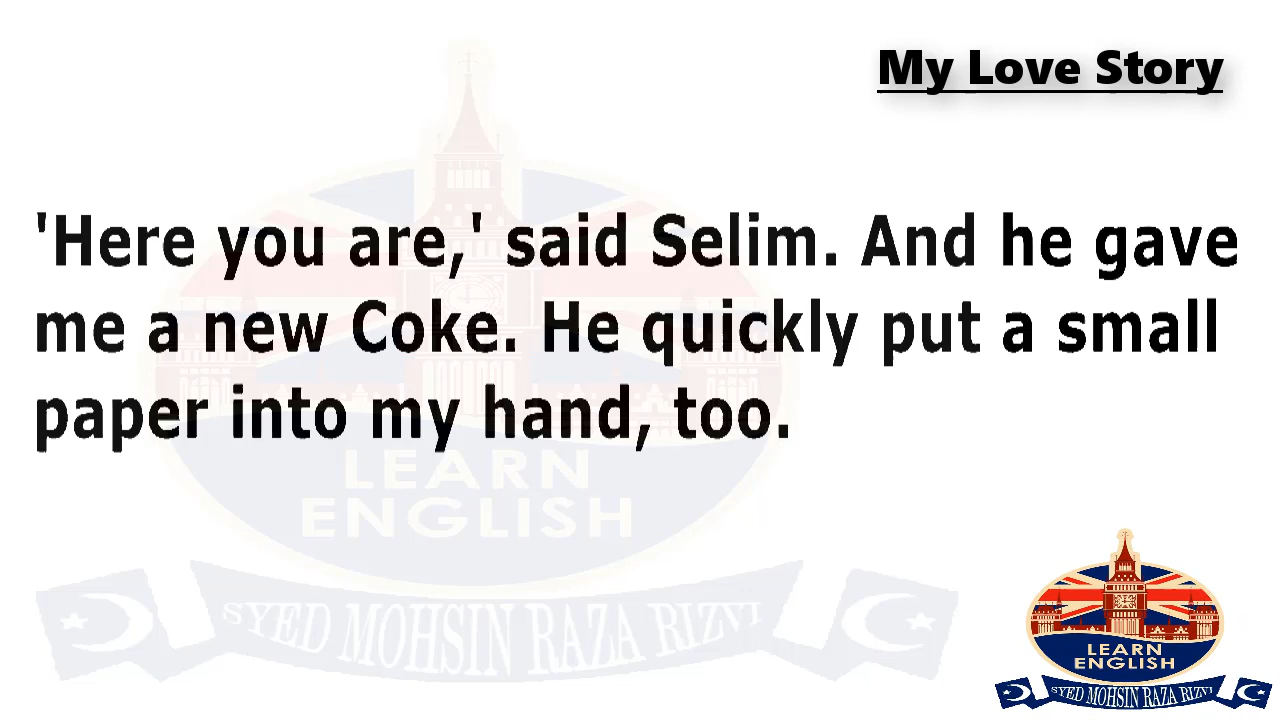 My Love Story
'Here you are,' said Selim. And he gave
me a new Coke. He quickly put a small
paper into my hand, too.
LEARN
ENGLISH
SYED MOHSIN RAZA RIZVI
LEARN
ENGLISH
SYED MOHSIN RAZA RIZVI